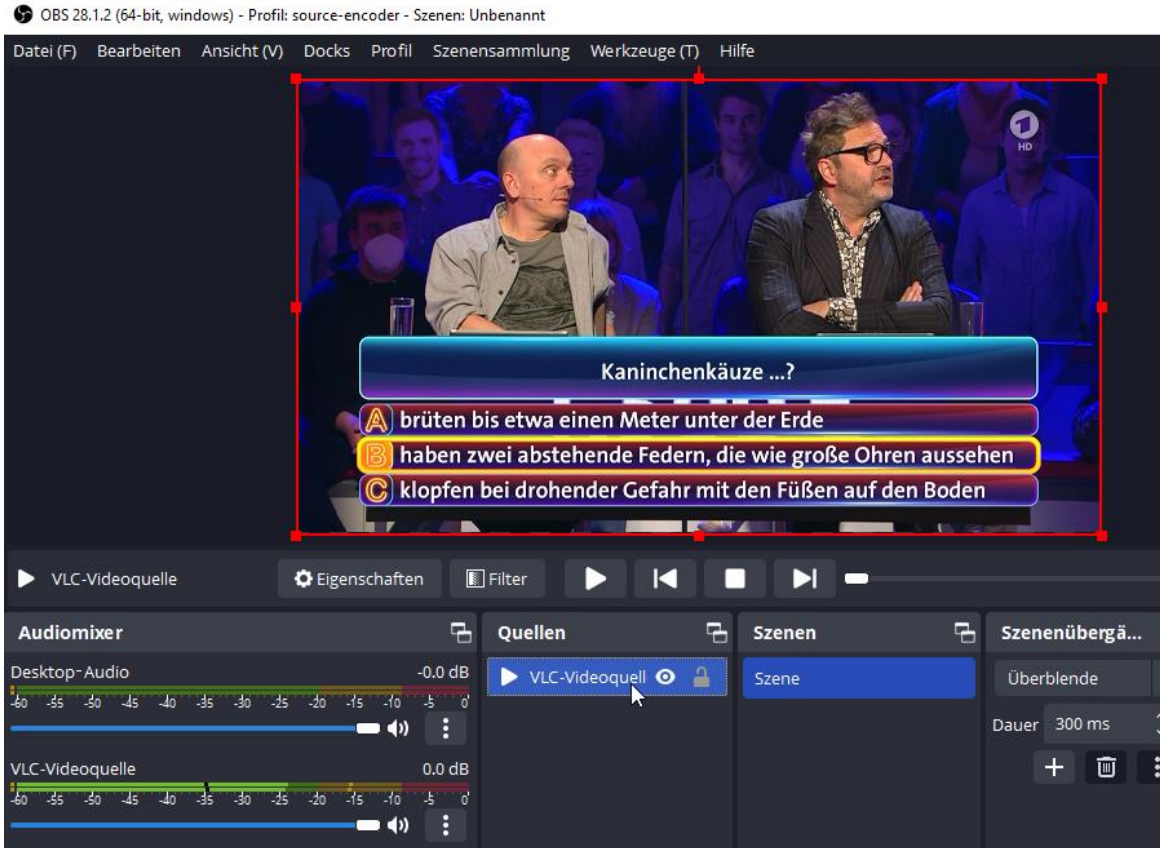 OBS 28.1.2 (64-bit, windows) - Profil: source-encoder - Szenen: Unbenannt
Datei (F) Bearbeiten Ansicht (V) Docks Profil Szenensammlung Werkzeuge (T) Hilfe
1
HD
Kaninchenkäuze ...?
A brüten bis etwa einen Meter unter der Erde
B haben zwei abstehende Federn, die wie große Ohren aussehen
C klopfen bei drohender Gefahr mit den Füßen auf den Boden
VLC-Videoquelle Eigenschaften Filter
Audiomixer
Desktop-Audio -0.0 dB
-60 -55 -50 -45 -40 -35 -30 -25 -20 -15 -10 -5 0
VLC-Videoquelle 0.0 dB
-60 -55 -50 -45 -40 -35 -30 -25 -20 -15 -10 -5 0
Quellen
VLC-Videoquell
Szenen
Szene
Szenenübergä...
Überblende
Dauer 300 ms